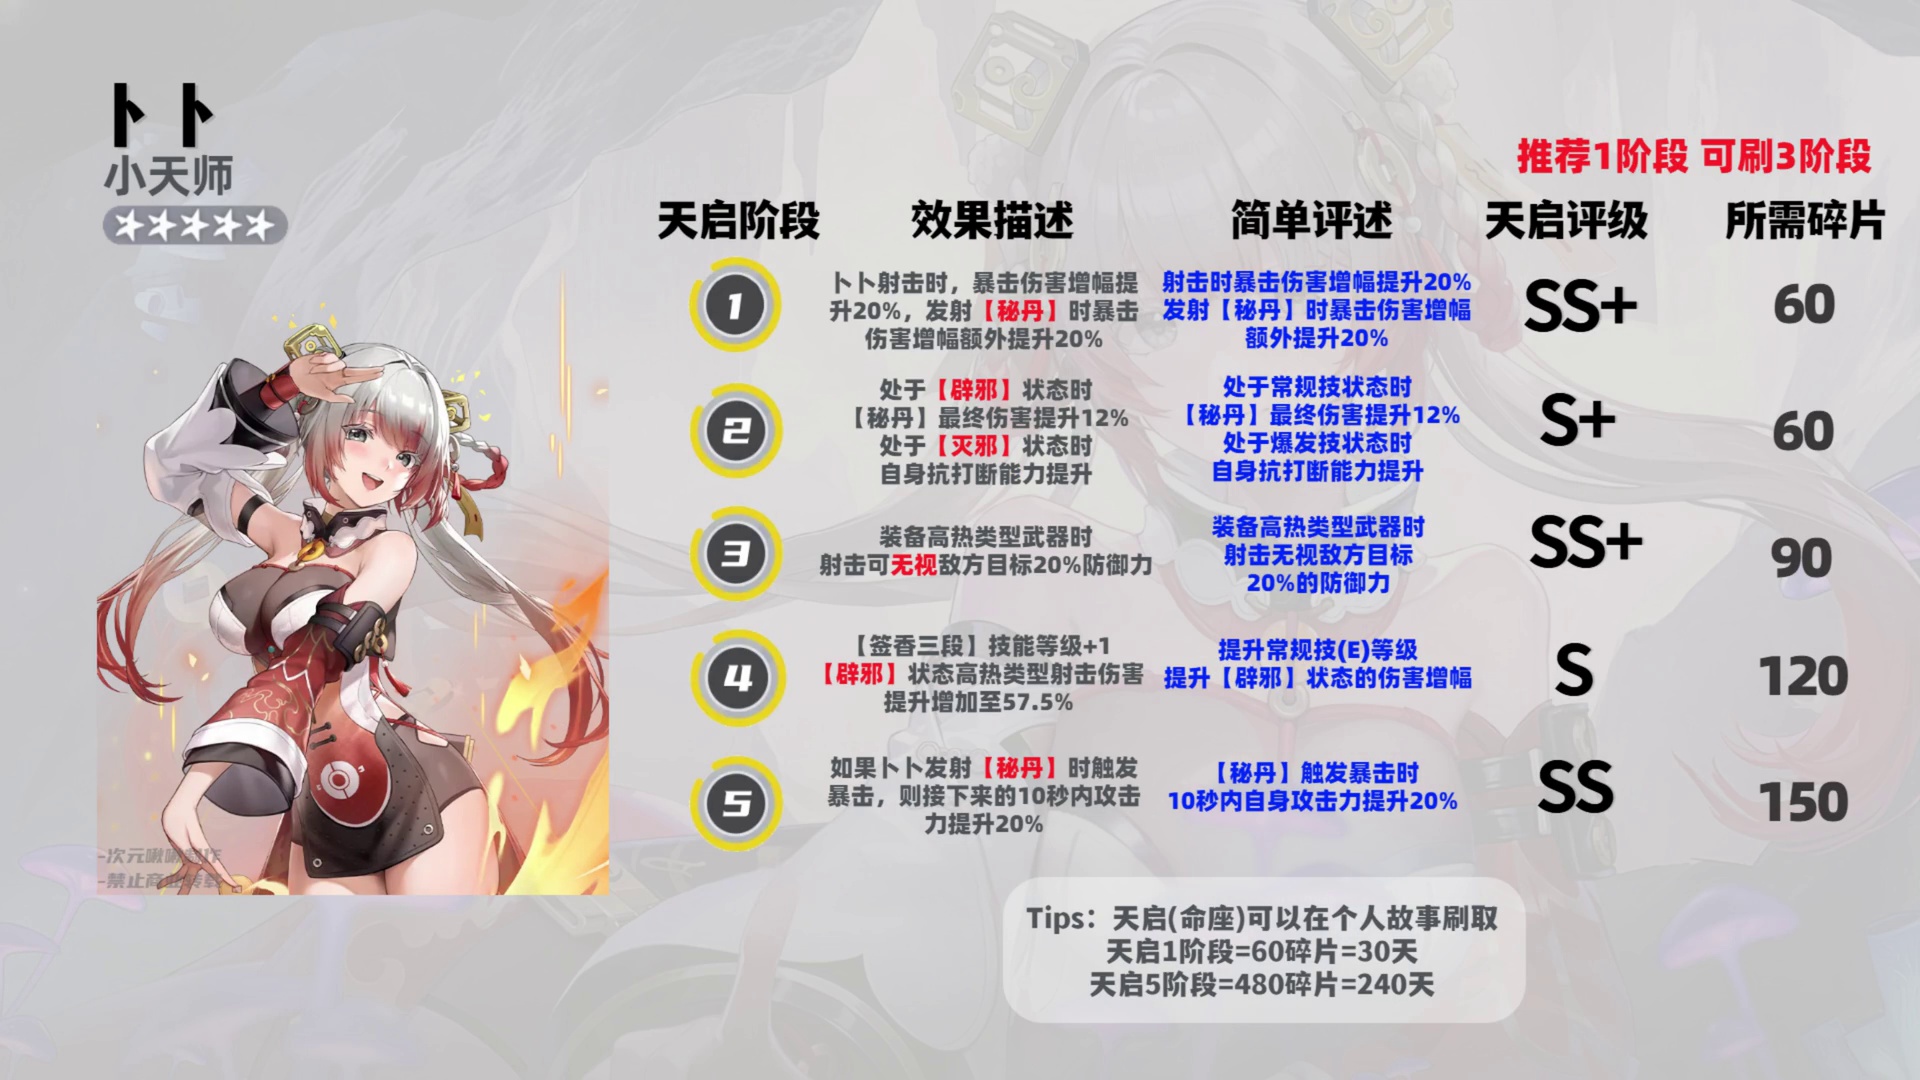 卜卜
小天师
推荐1阶段 可刷3阶段
天启阶段 效果描述 简单评述 天启评级 所需碎片
1
卜卜射击时，暴击伤害增幅提
升20%，发射【秘丹】时暴击
伤害增幅额外提升20%
射击时暴击伤害增幅提升20%
发射【秘丹】时暴击伤害增幅
额外提升20%
SS+
60
2
处于【辟邪】状态时
【秘丹】最终伤害提升12%
处于【灭邪】状态时
自身抗打断能力提升
处于常规技状态时
【秘丹】最终伤害提升12%
处于爆发技状态时
自身抗打断能力提升
S+
60
3
装备高热类型武器时
射击可无视敌方目标20%防御力
装备高热类型武器时
射击无视敌方目标
20%的防御力
SS+
90
4
【签香三段】技能等级+1
【辟邪】状态高热类型射击伤害
提升增加至57.5%
提升常规技(E)等级
提升【辟邪】状态的伤害增幅
S
120
5
如果卜卜发射【秘丹】时触发
暴击，则接下来的10秒内攻击
力提升20%
【秘丹】触发暴击时
10秒内自身攻击力提升20%
SS
150
-次元啾啾制作
-禁止商业转载
Tips：天启(命座)可以在个人故事刷取
天启1阶段=60碎片=30天
天启5阶段=480碎片=240天